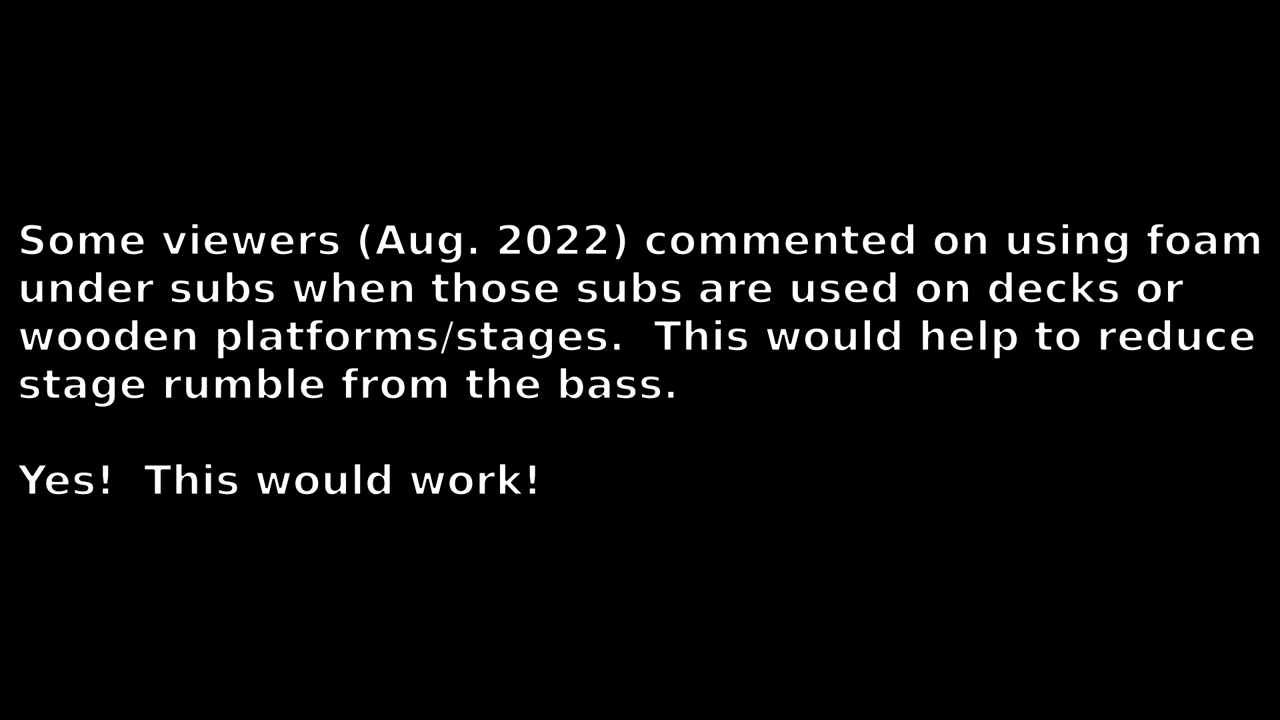 Some viewers (Aug. 2022) commented on using foam
under subs when those subs are used on decks or
wooden platforms/stages.  This would help to reduce
stage rumble from the bass.
Yes!  This would work!